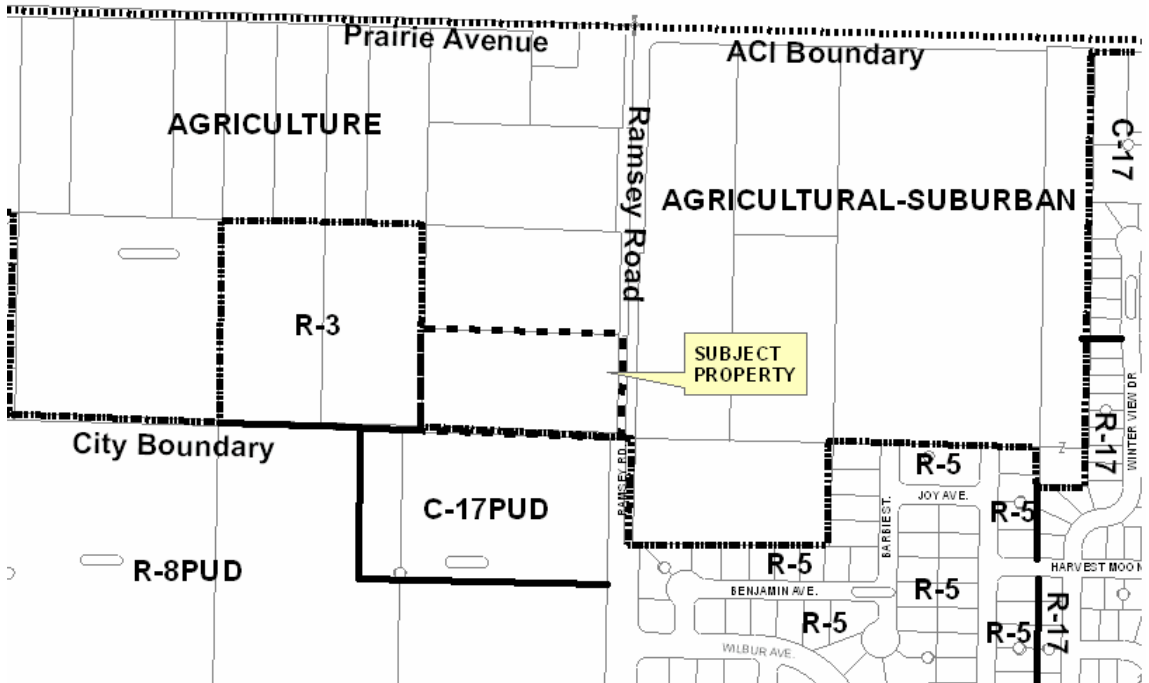 Prairie Avenue
ACI Boundary
AGRICULTURE
Ramsey Road
C-17
AGRICULTURAL-SUBURBAN
R-3
SUBJECT
PROPERTY
WINTER VIEW DR
R-17
City Boundary
RAMSEY RD
C-17PUD
R-5
JOY AVE.
R-5
BARBIE ST.
R-8PUD
R-5
HARVEST MOON
BENJAMIN AVE.
R-5
R-5
R-5
R-17
WILBUR AVE.
Z